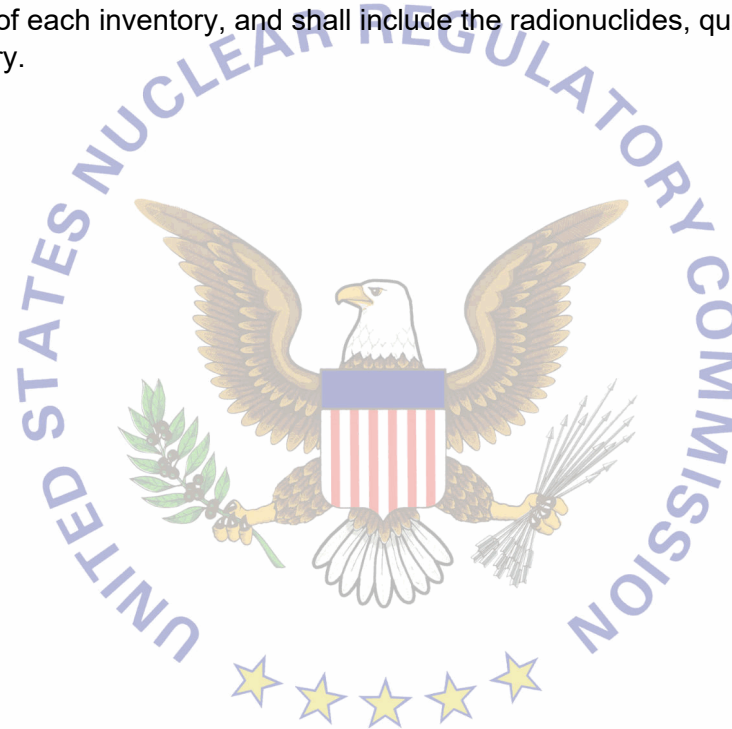 of each inventory, and shall include the radionuclides, qu
ry.
UNITED STATES NUCLEAR REGULATORY COMMISSION